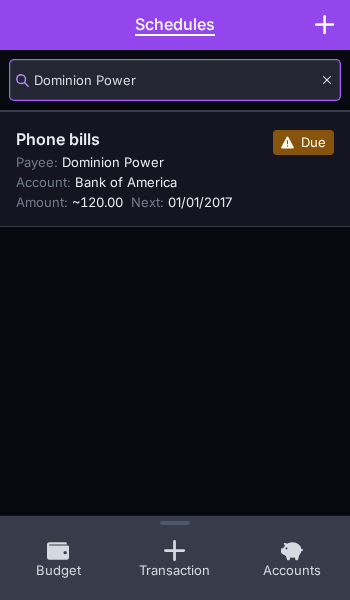 Schedules
Dominion Power
Phone bills
Due
Payee: Dominion Power
Account: Bank of America
Amount: ~120.00 Next: 01/01/2017
Budget
Transaction
Accounts